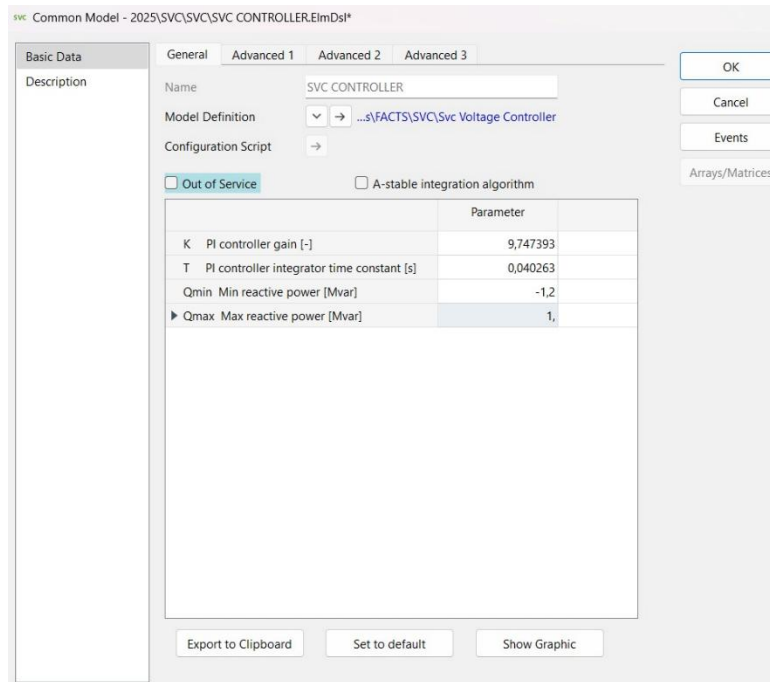 svc Common Model - 2025\SVC\SVC\SVC CONTROLLER.ElmDsl*
Basic Data
Description
General Advanced 1 Advanced 2 Advanced 3
Name SVC CONTROLLER
Model Definition ...s\FACTS\SVC\Svc Voltage Controller
Configuration Script
Out of Service A-stable integration algorithm
Parameter
K PI controller gain [-] 9,747393
T PI controller integrator time constant [s] 0,040263
Qmin Min reactive power [Mvar] -1,2
Qmax Max reactive power [Mvar] 1,
Export to Clipboard Set to default Show Graphic
OK
Cancel
Events
Arrays/Matrices